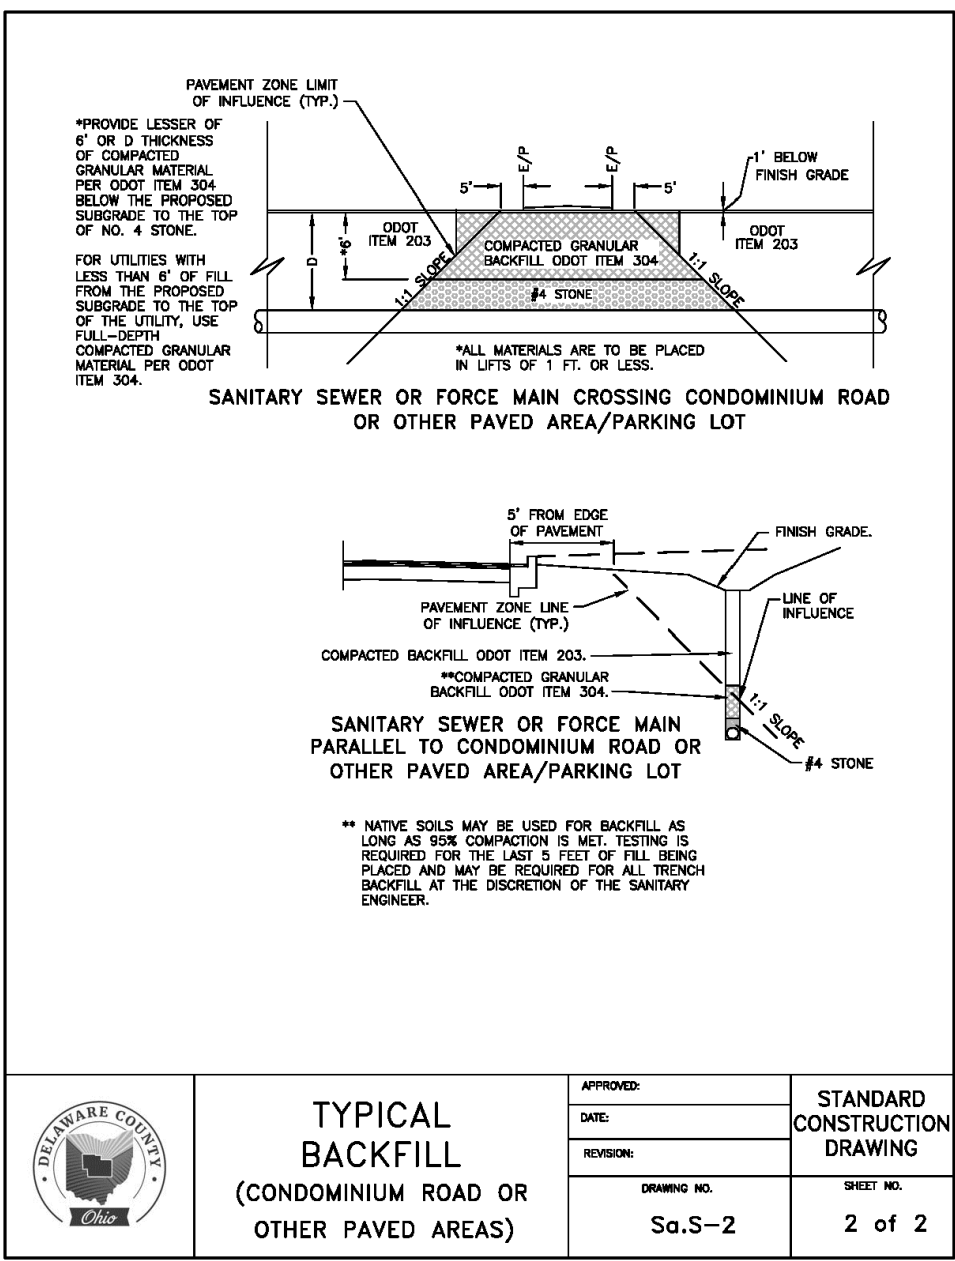 PAVEMENT ZONE LIMIT
OF INFLUENCE (TYP.)
*PROVIDE LESSER OF
6' OR D THICKNESS
OF COMPACTED
GRANULAR MATERIAL
PER ODOT ITEM 304
BELOW THE PROPOSED
SUBGRADE TO THE TOP
OF NO. 4 STONE.
FOR UTILITIES WITH
LESS THAN 6' OF FILL
FROM THE PROPOSED
SUBGRADE TO THE TOP
OF THE UTILITY, USE
FULL-DEPTH
COMPACTED GRANULAR
MATERIAL PER ODOT
ITEM 304.
E/P
E/P
5'
5'
1' BELOW
FINISH GRADE
ODOT
ITEM 203
ODOT
ITEM 203
D
*6'
COMPACTED GRANULAR
BACKFILL ODOT ITEM 304
1:1 SLOPE
1:1 SLOPE
#4 STONE
*ALL MATERIALS ARE TO BE PLACED
IN LIFTS OF 1 FT. OR LESS.
SANITARY SEWER OR FORCE MAIN CROSSING CONDOMINIUM ROAD
OR OTHER PAVED AREA/PARKING LOT
5' FROM EDGE
OF PAVEMENT
FINISH GRADE.
PAVEMENT ZONE LINE
OF INFLUENCE (TYP.)
LINE OF
INFLUENCE
COMPACTED BACKFILL ODOT ITEM 203.
**COMPACTED GRANULAR
BACKFILL ODOT ITEM 304.
1:1 SLOPE
#4 STONE
SANITARY SEWER OR FORCE MAIN
PARALLEL TO CONDOMINIUM ROAD OR
OTHER PAVED AREA/PARKING LOT
** NATIVE SOILS MAY BE USED FOR BACKFILL AS
LONG AS 95% COMPACTION IS MET. TESTING IS
REQUIRED FOR THE LAST 5 FEET OF FILL BEING
PLACED AND MAY BE REQUIRED FOR ALL TRENCH
BACKFILL AT THE DISCRETION OF THE SANITARY
ENGINEER.
DELAWARE COUNTY
Ohio
TYPICAL
BACKFILL
(CONDOMINIUM ROAD OR
OTHER PAVED AREAS)
APPROVED:
DATE:
REVISION:
DRAWING NO.
Sa.S-2
STANDARD
CONSTRUCTION
DRAWING
SHEET NO.
2 of 2